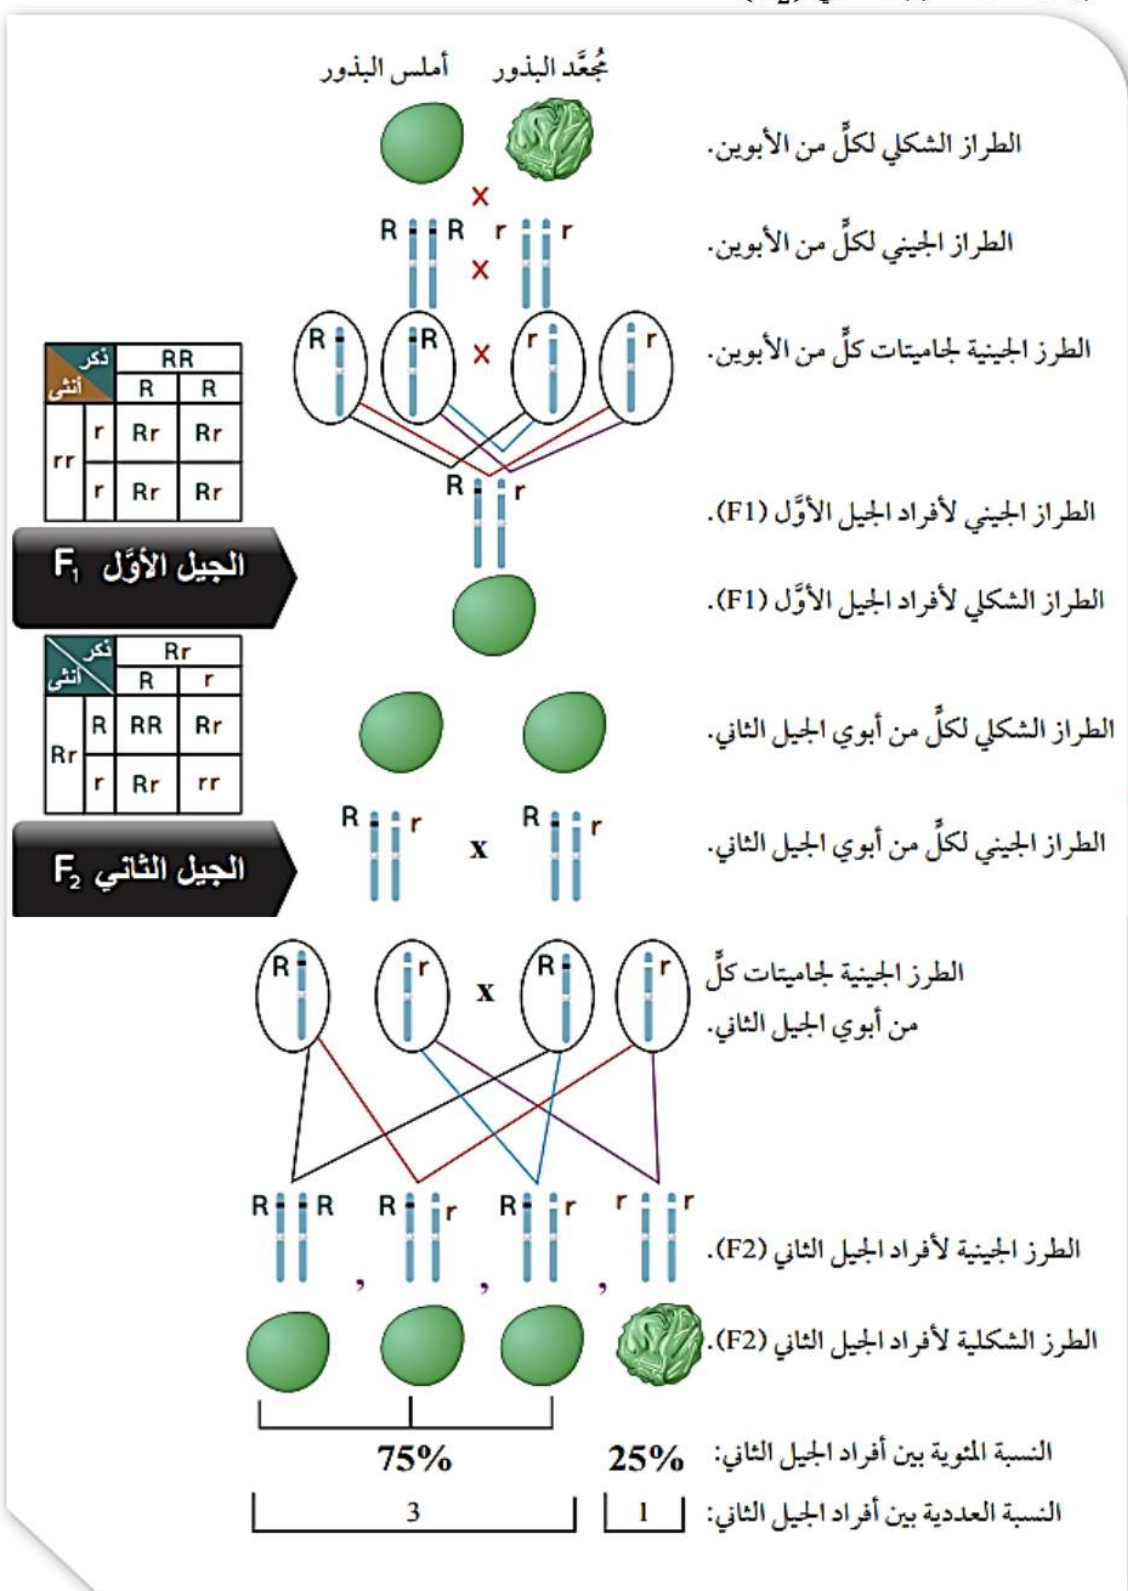 مُجعَّد البذور أملس البذور
الطراز الشكلي لكلٍّ من الأبوين.
X
R R r r
X
الطراز الجيني لكلٍّ من الأبوين.
R R X r r
الطرز الجينية لجاميتات كلٍّ من الأبوين.
ذكر RR
أنثى R R
rr
r Rr Rr
r Rr Rr
R r
الطراز الجيني لأفراد الجيل الأوَّل (F1).
الجيل الأوَّل F1
الطراز الشكلي لأفراد الجيل الأوَّل (F1).
ذكر Rr
أنثى R r
Rr
R RR Rr
r Rr rr
الطراز الشكلي لكلٍّ من أبوي الجيل الثاني.
R r x R r
الطراز الجيني لكلٍّ من أبوي الجيل الثاني.
الجيل الثاني F2
R r x R r
الطرز الجينية لجاميتات كلٍّ
من أبوي الجيل الثاني.
R R , R r , R r , r r
الطرز الجينية لأفراد الجيل الثاني (F2).
الطرز الشكلية لأفراد الجيل الثاني (F2).
النسبة المئوية بين أفراد الجيل الثاني: 25% 75%
النسبة العددية بين أفراد الجيل الثاني: 1 3